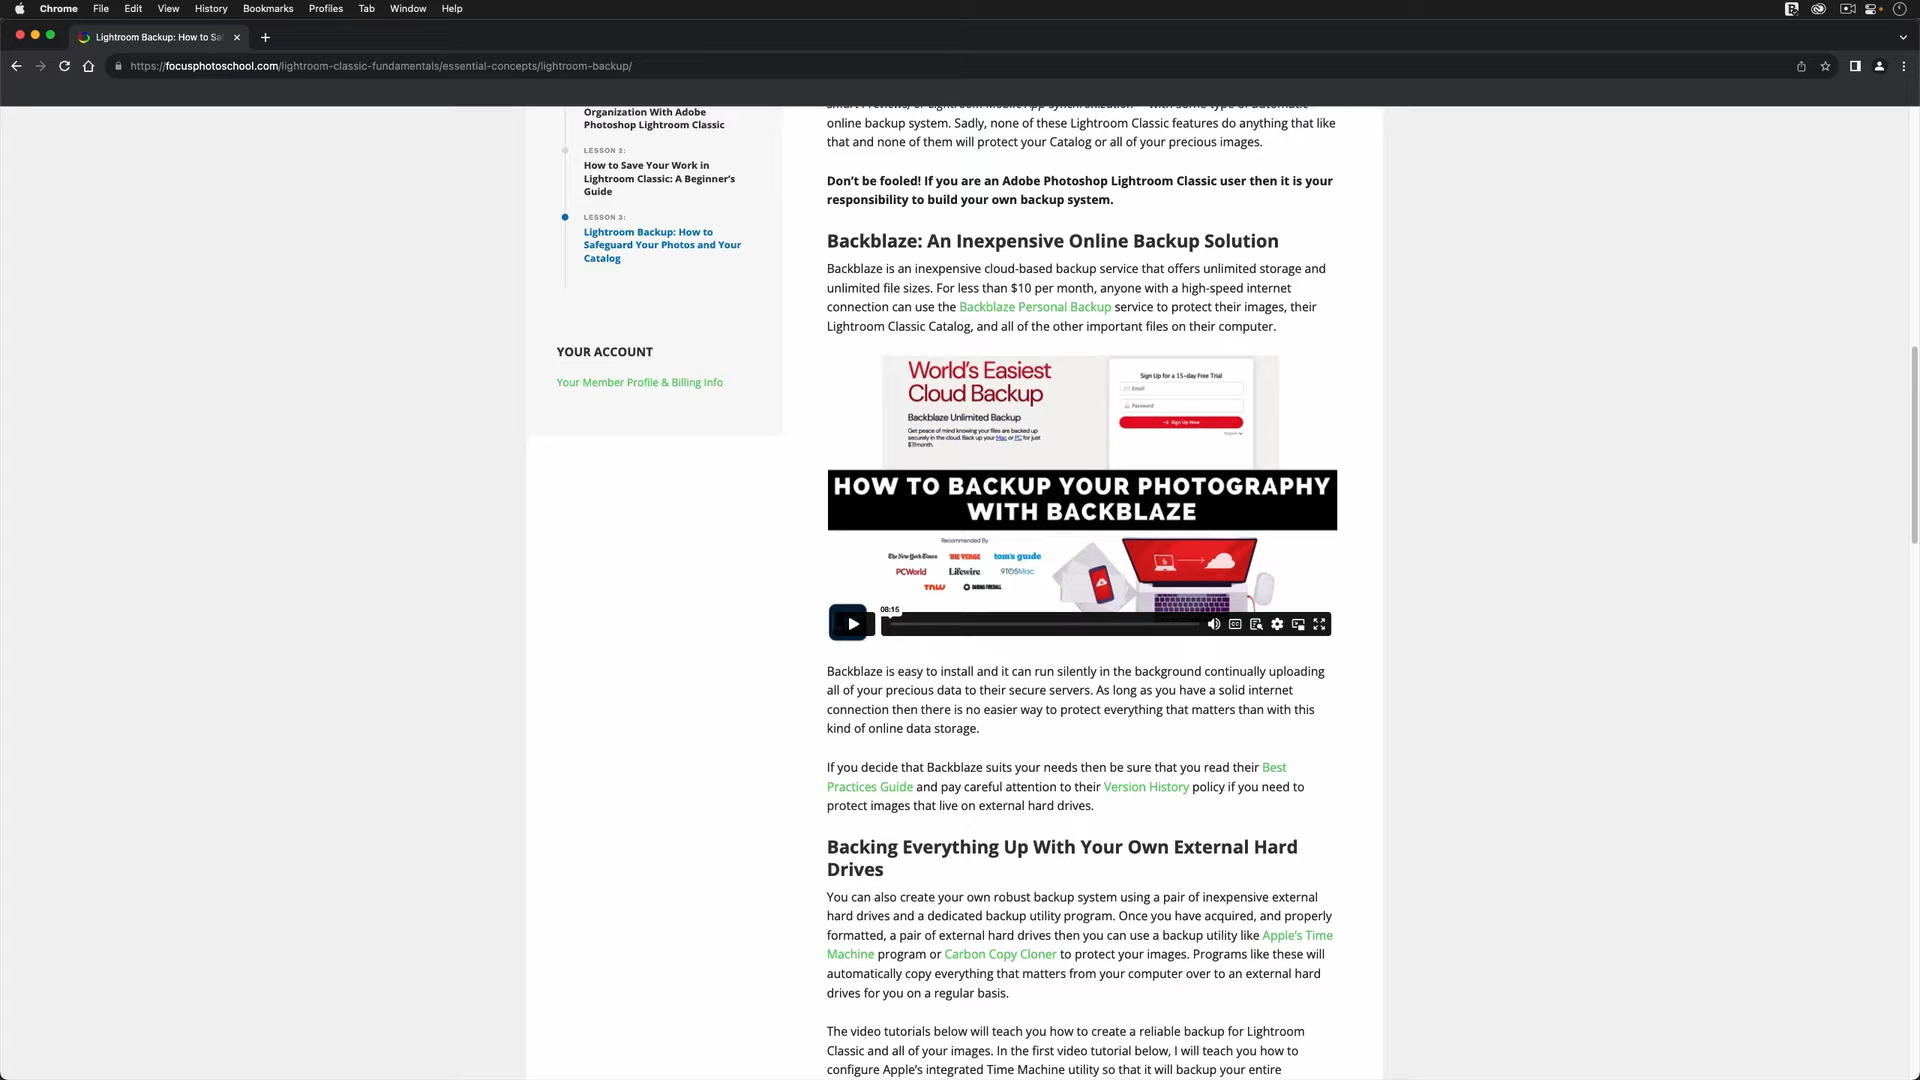 Chrome File Edit View History Bookmarks Profiles Tab Window Help
Lightroom Backup: How to Sa
https://focusphotoschool.com/lightroom-classic-fundamentals/essential-concepts/lightroom-backup/
Organization With Adobe
Photoshop Lightroom Classic
LESSON 2:
How to Save Your Work in
Lightroom Classic: A Beginner's
Guide
LESSON 3:
Lightroom Backup: How to
Safeguard Your Photos and Your
Catalog
YOUR ACCOUNT
Your Member Profile & Billing Info
Smart Previews, or Lightroom Mobile App Synchronization – with some type of automatic
online backup system. Sadly, none of these Lightroom Classic features do anything that like
that and none of them will protect your Catalog or all of your precious images.
Don't be fooled! If you are an Adobe Photoshop Lightroom Classic user then it is your
responsibility to build your own backup system.
Backblaze: An Inexpensive Online Backup Solution
Backblaze is an inexpensive cloud-based backup service that offers unlimited storage and
unlimited file sizes. For less than $10 per month, anyone with a high-speed internet
connection can use the Backblaze Personal Backup service to protect their images, their
Lightroom Classic Catalog, and all of the other important files on their computer.
World's Easiest
Cloud Backup
Backblaze Unlimited Backup
Get peace of mind knowing your files are backed up
securely in the cloud. Back up your Mac or PC for just
$7/month.
Sign Up for a 15-day Free Trial
Email
Password
Sign Up Now
HOW TO BACKUP YOUR PHOTOGRAPHY
WITH BACKBLAZE
Recommended By
The New York Times THE VERGE tom's guide
PCWorld Lifewire 9TO5Mac
TNW DARING FIREBALL
08:15
CC
Backblaze is easy to install and it can run silently in the background continually uploading
all of your precious data to their secure servers. As long as you have a solid internet
connection then there is no easier way to protect everything that matters than with this
kind of online data storage.
If you decide that Backblaze suits your needs then be sure that you read their Best
Practices Guide and pay careful attention to their Version History policy if you need to
protect images that live on external hard drives.
Backing Everything Up With Your Own External Hard
Drives
You can also create your own robust backup system using a pair of inexpensive external
hard drives and a dedicated backup utility program. Once you have acquired, and properly
formatted, a pair of external hard drives then you can use a backup utility like Apple's Time
Machine program or Carbon Copy Cloner to protect your images. Programs like these will
automatically copy everything that matters from your computer over to an external hard
drives for you on a regular basis.
The video tutorials below will teach you how to create a reliable backup for Lightroom
Classic and all of your images. In the first video tutorial below, I will teach you how to
configure Apple's integrated Time Machine utility so that it will backup your entire